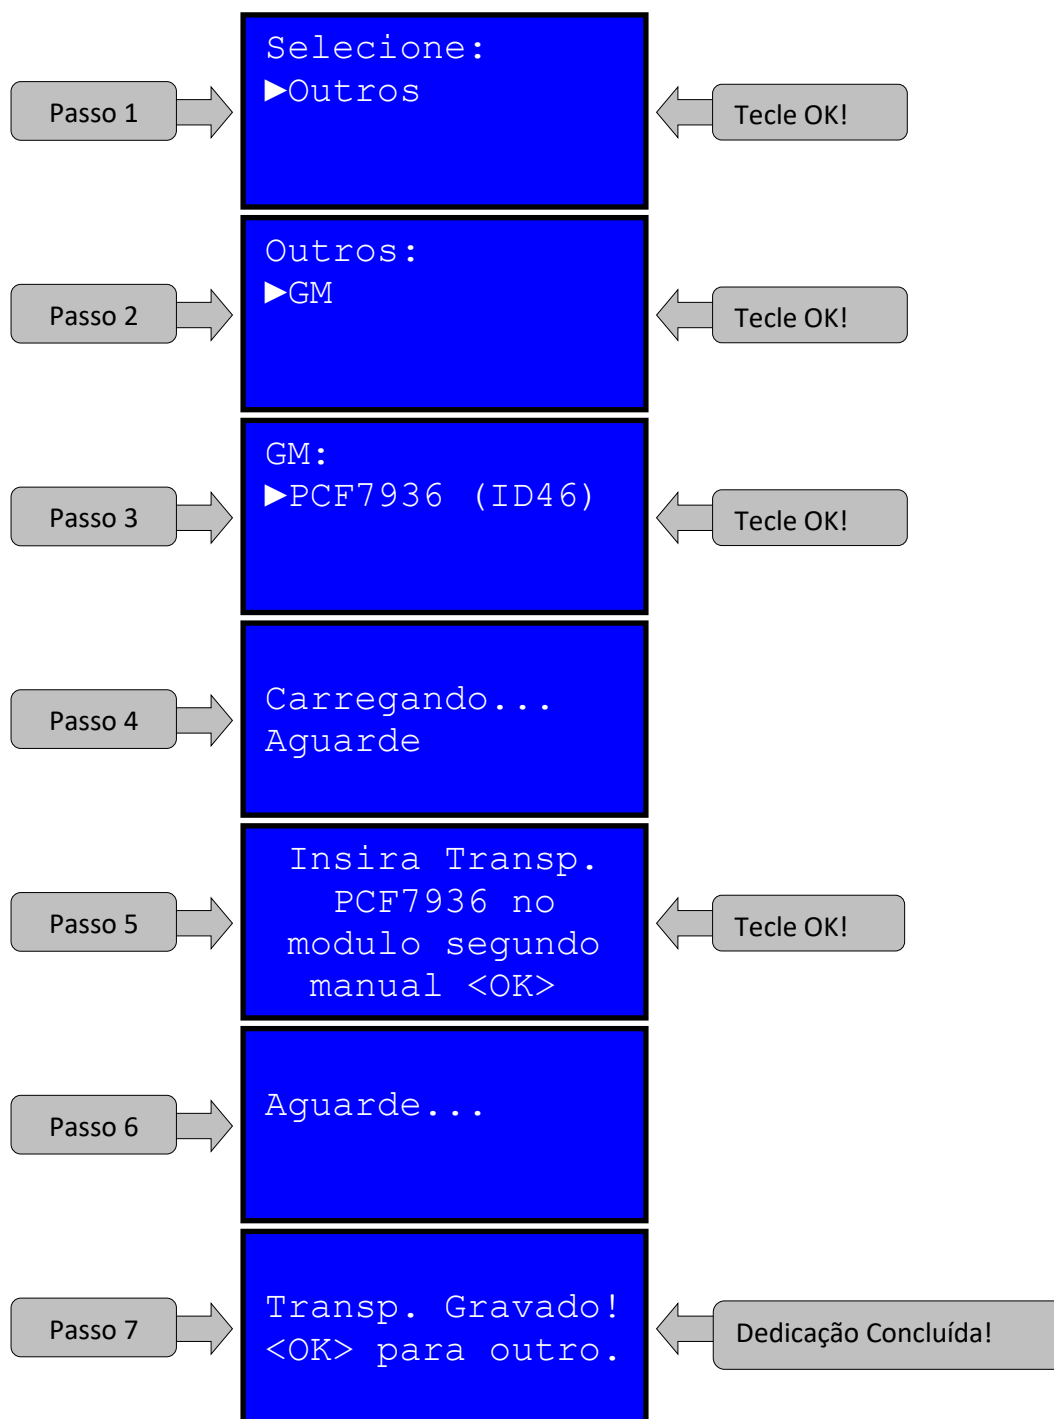 Passo 1
Selecione:
►Outros
Tecle OK!
Passo 2
Outros:
►GM
Tecle OK!
Passo 3
GM:
►PCF7936 (ID46)
Tecle OK!
Passo 4
Carregando...
Aguarde
Passo 5
Insira Transp.
PCF7936 no
modulo segundo
manual <OK>
Tecle OK!
Passo 6
Aguarde...
Passo 7
Transp. Gravado!
<OK> para outro.
Dedicação Concluída!